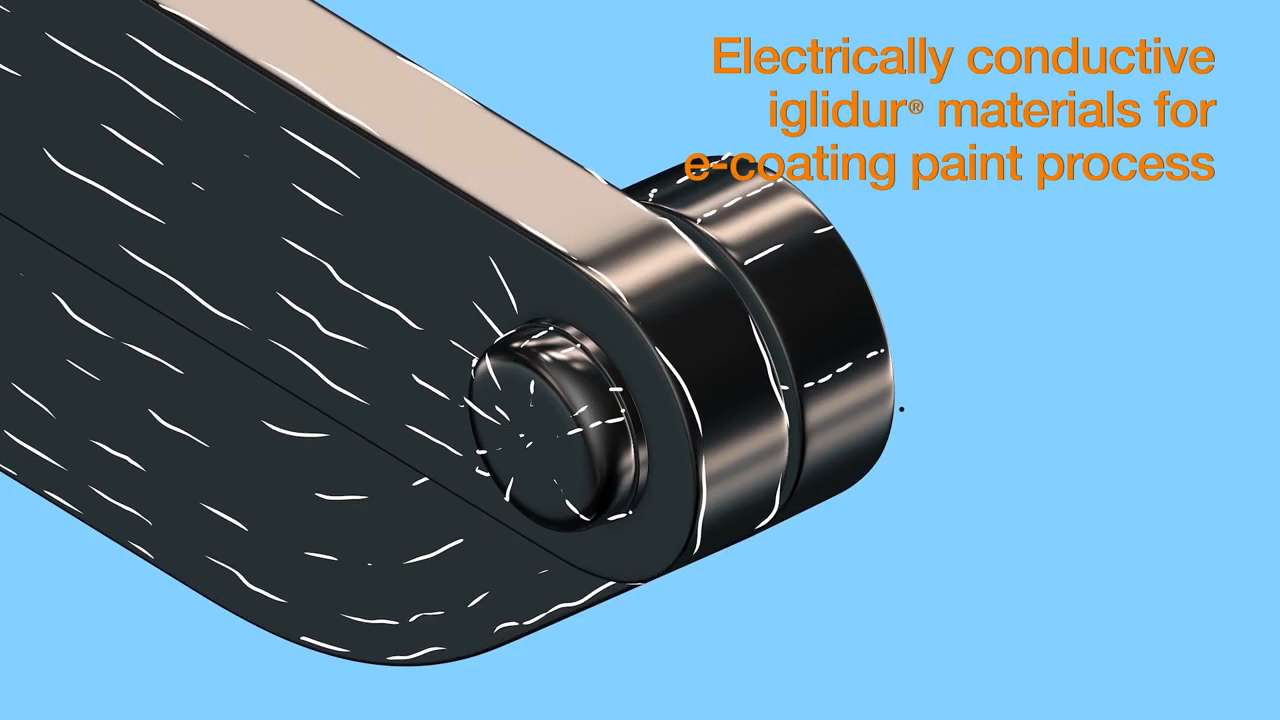 Electrically conductive
iglidur® materials for
e-coating paint process